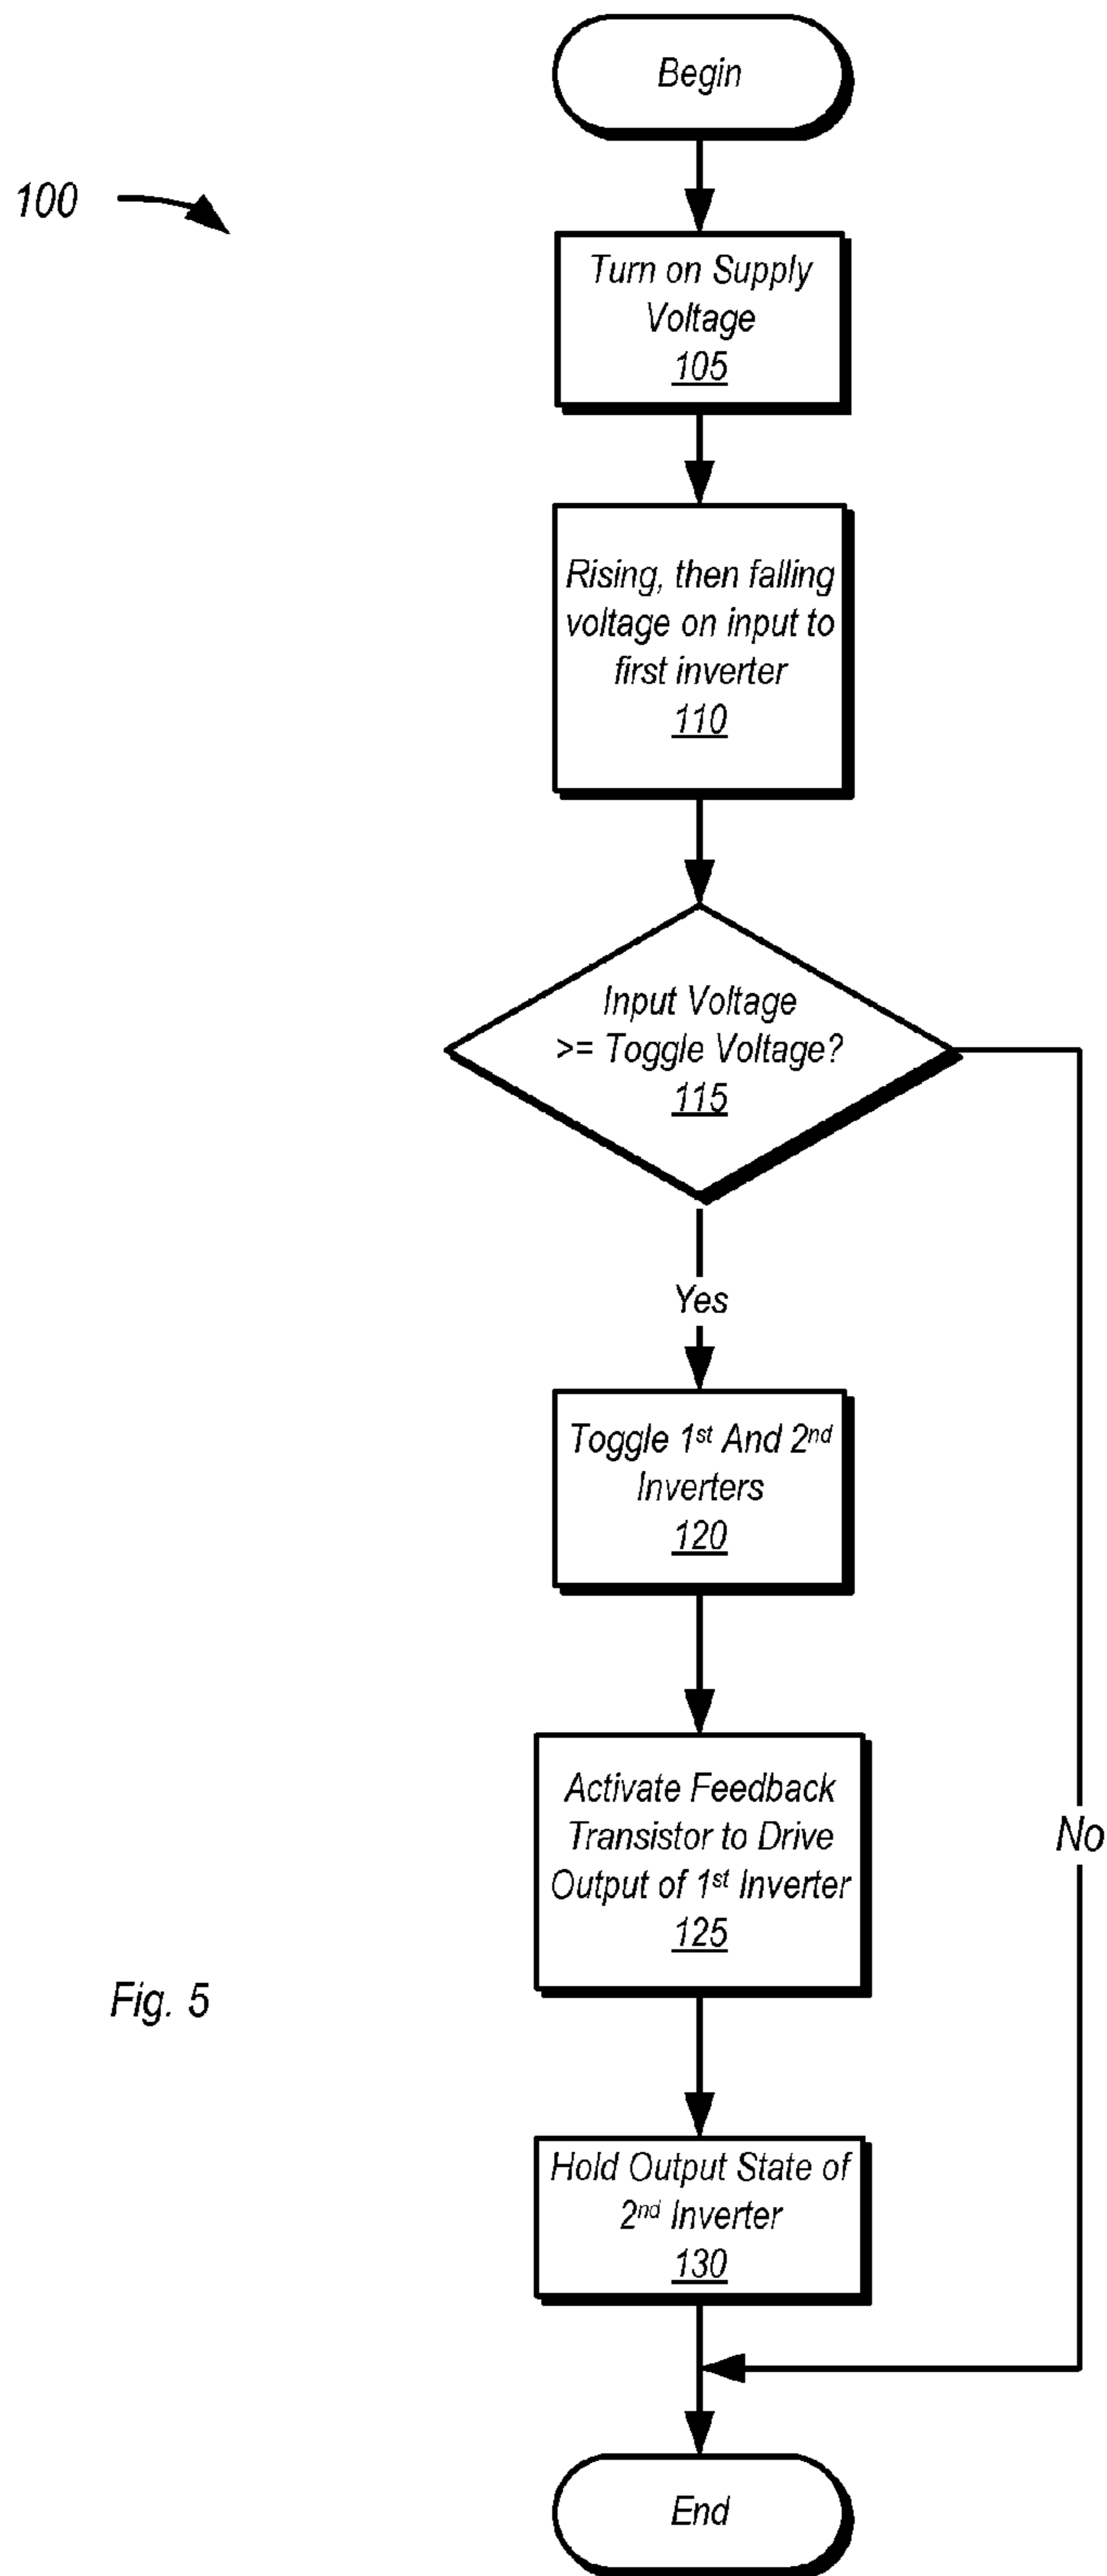 Begin
100
Turn on Supply
Voltage
105
Rising, then falling
voltage on input to
first inverter
110
Input Voltage
>= Toggle Voltage?
115
Yes
Toggle 1st And 2nd
Inverters
120
Activate Feedback
Transistor to Drive
Output of 1st Inverter
125
No
Fig. 5
Hold Output State of
2nd Inverter
130
End